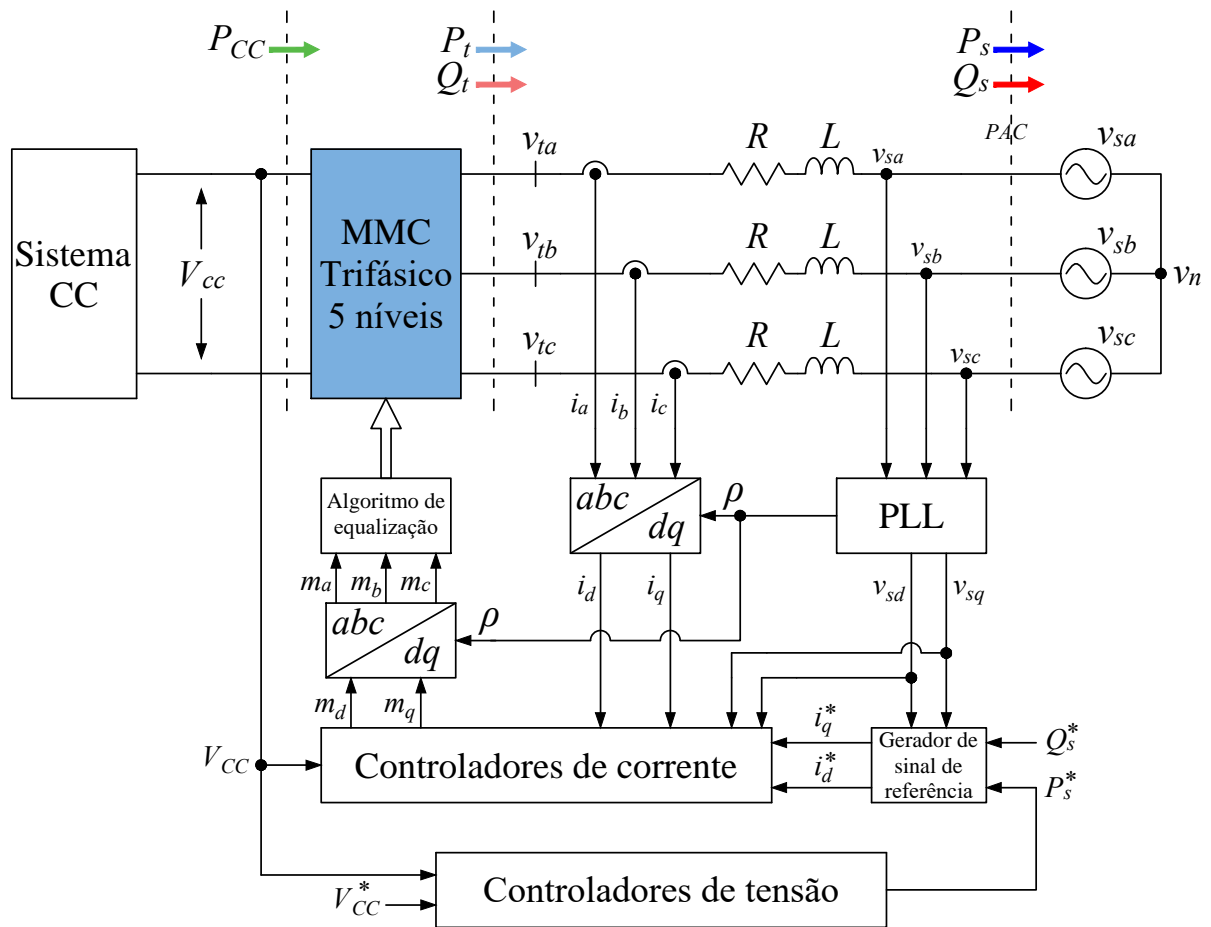 P_CC
P_t
Q_t
P_s
Q_s
PAC
Sistema
CC
V_cc
MMC
Trifásico
5 níveis
v_ta
v_tb
v_tc
R
L
R
L
R
L
v_sa
v_sb
v_sc
v_sa
v_sb
v_sc
v_n
i_a
i_b
i_c
Algoritmo de
equalização
abc
dq
ρ
PLL
m_a
m_b
m_c
i_d
i_q
v_sd
v_sq
abc
dq
ρ
m_d
m_q
V_CC
Controladores de corrente
i_q^*
i_d^*
Gerador de
sinal de
referência
Q_s^*
P_s^*
V_CC^*
Controladores de tensão